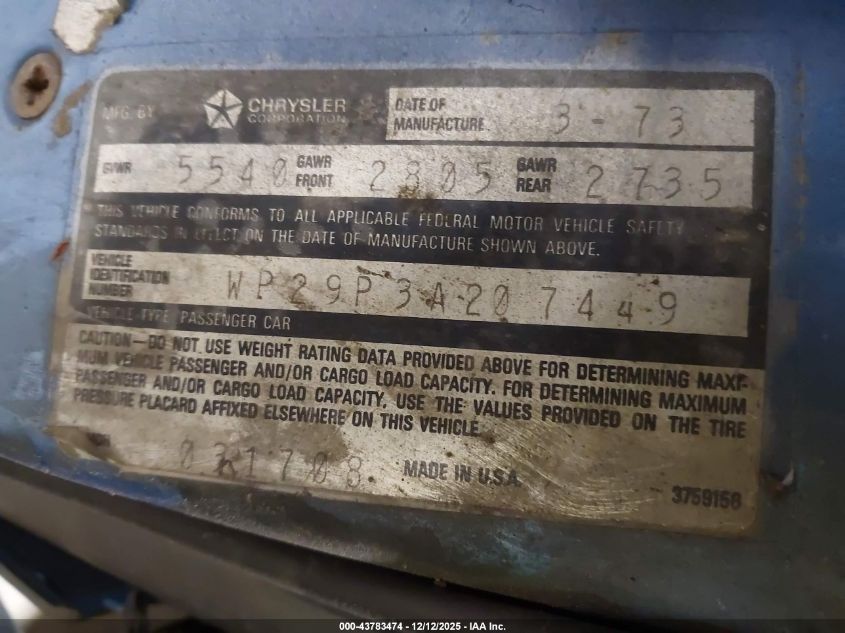 MFG. BY
CHRYSLER
CORPORATION
DATE OF
MANUFACTURE 3-73
GVWR 5540 GAWR
FRONT 2805 GAWR
REAR 2735
THIS VEHICLE CONFORMS TO ALL APPLICABLE FEDERAL MOTOR VEHICLE SAFETY
STANDARDS IN EFFECT ON THE DATE OF MANUFACTURE SHOWN ABOVE.
VEHICLE
IDENTIFICATION
NUMBER WP29P3A207449
VEHICLE TYPE PASSENGER CAR
CAUTION—DO NOT USE WEIGHT RATING DATA PROVIDED ABOVE FOR DETERMINING MAXI-
MUM VEHICLE PASSENGER AND/OR CARGO LOAD CAPACITY. FOR DETERMINING MAXIMUM
PASSENGER AND/OR CARGO LOAD CAPACITY, USE THE VALUES PROVIDED ON THE TIRE
PRESSURE PLACARD AFFIXED ELSEWHERE ON THIS VEHICLE.
MDH 031708 MADE IN U.S.A.
3759156
000-43783474 • 12/12/2025 - IAA Inc.